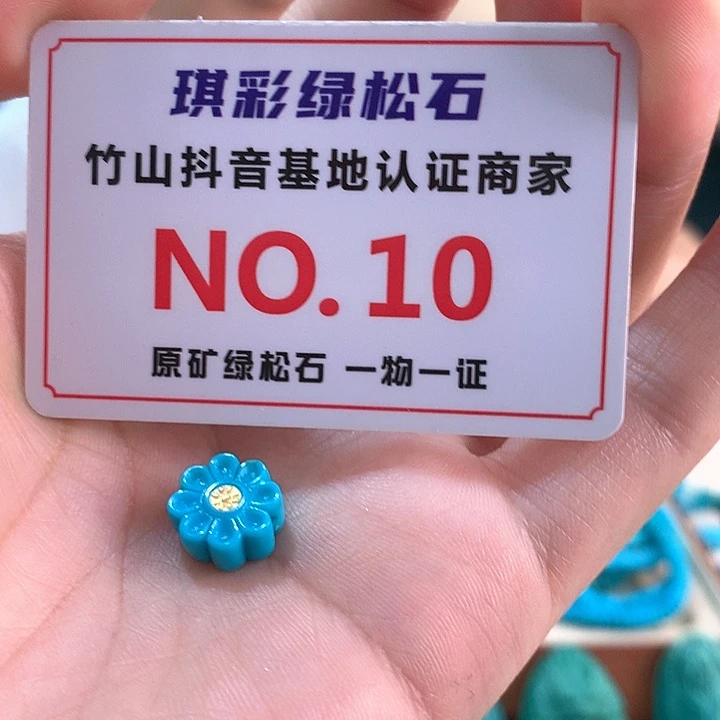 琪彩绿松石
竹山抖音基地认证商家
NO.10
原矿绿松石 一物一证